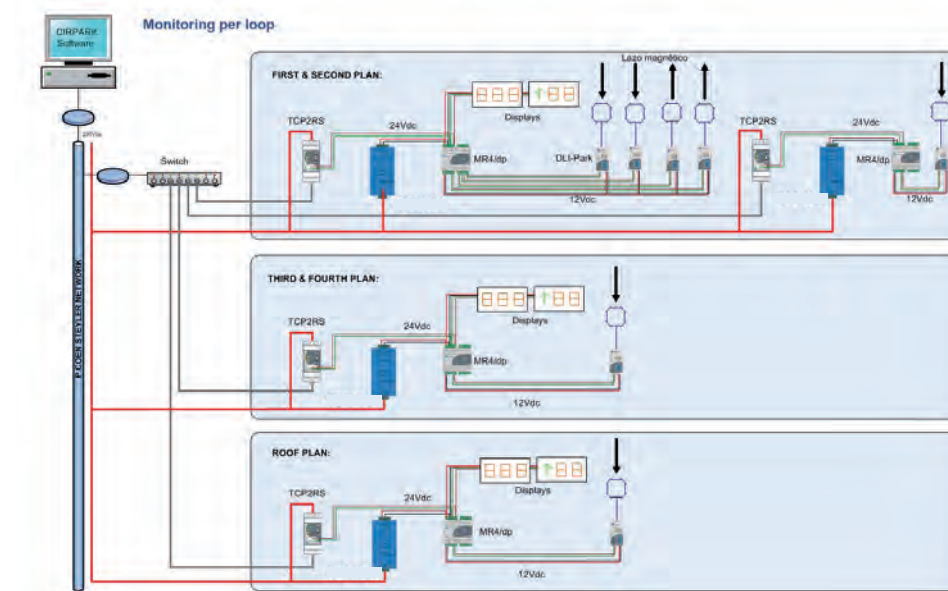 Monitoring per loop
CIRPARK
Software
Switch
FIRST & SECOND PLAN:
Lazo magnético
Displays
TCP2RS
24Vdc
MR4/dp
DLI-Park
12Vdc
TCP2RS
24Vdc
MR4/dp
12Vdc
THIRD & FOURTH PLAN:
Displays
TCP2RS
24Vdc
MR4/dp
12Vdc
ROOF PLAN:
Displays
TCP2RS
24Vdc
MR4/dp
12Vdc